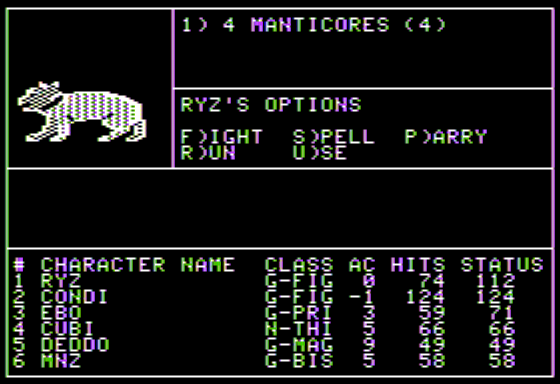 1) 4 MANTICORES (4)
RYZ'S OPTIONS
F)IGHT S)PELL P)ARRY
R)UN U)SE
# CHARACTER NAME CLASS AC HITS STATUS
1 RYZ G-FIG 0 74 112
2 CONDI G-FIG -1 124 124
3 EBO G-PRI 3 59 71
4 CUBI N-THI 5 66 66
5 DEDDO G-MAG 9 49 49
6 MNZ G-BIS 5 58 58